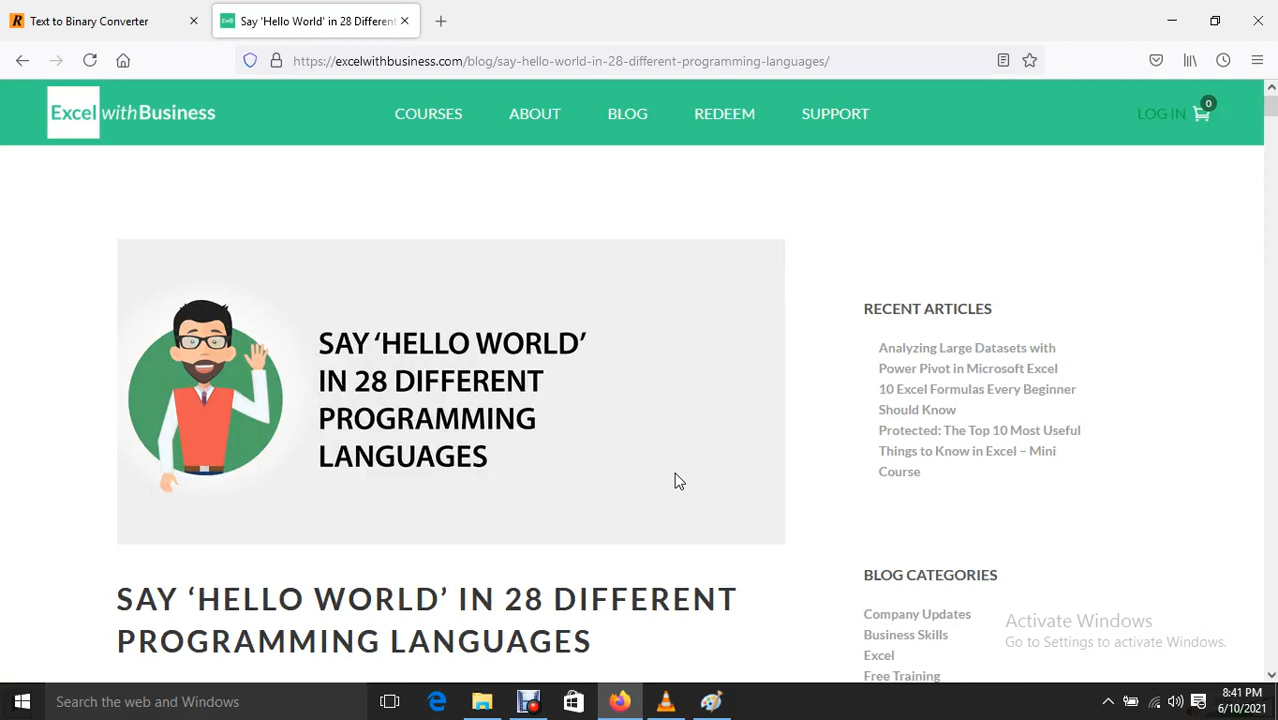 Text to Binary Converter
Say 'Hello World' in 28 Different
https://excelwithbusiness.com/blog/say-hello-world-in-28-different-programming-languages/
Excel with Business
COURSES
ABOUT
BLOG
REDEEM
SUPPORT
LOG IN
0
SAY ‘HELLO WORLD’
IN 28 DIFFERENT
PROGRAMMING
LANGUAGES
SAY ‘HELLO WORLD’ IN 28 DIFFERENT
PROGRAMMING LANGUAGES
RECENT ARTICLES
Analyzing Large Datasets with
Power Pivot in Microsoft Excel
10 Excel Formulas Every Beginner
Should Know
Protected: The Top 10 Most Useful
Things to Know in Excel – Mini
Course
BLOG CATEGORIES
Company Updates
Business Skills
Excel
Free Training
Activate Windows
Go to Settings to activate Windows.
Search the web and Windows
8:41 PM
6/10/2021